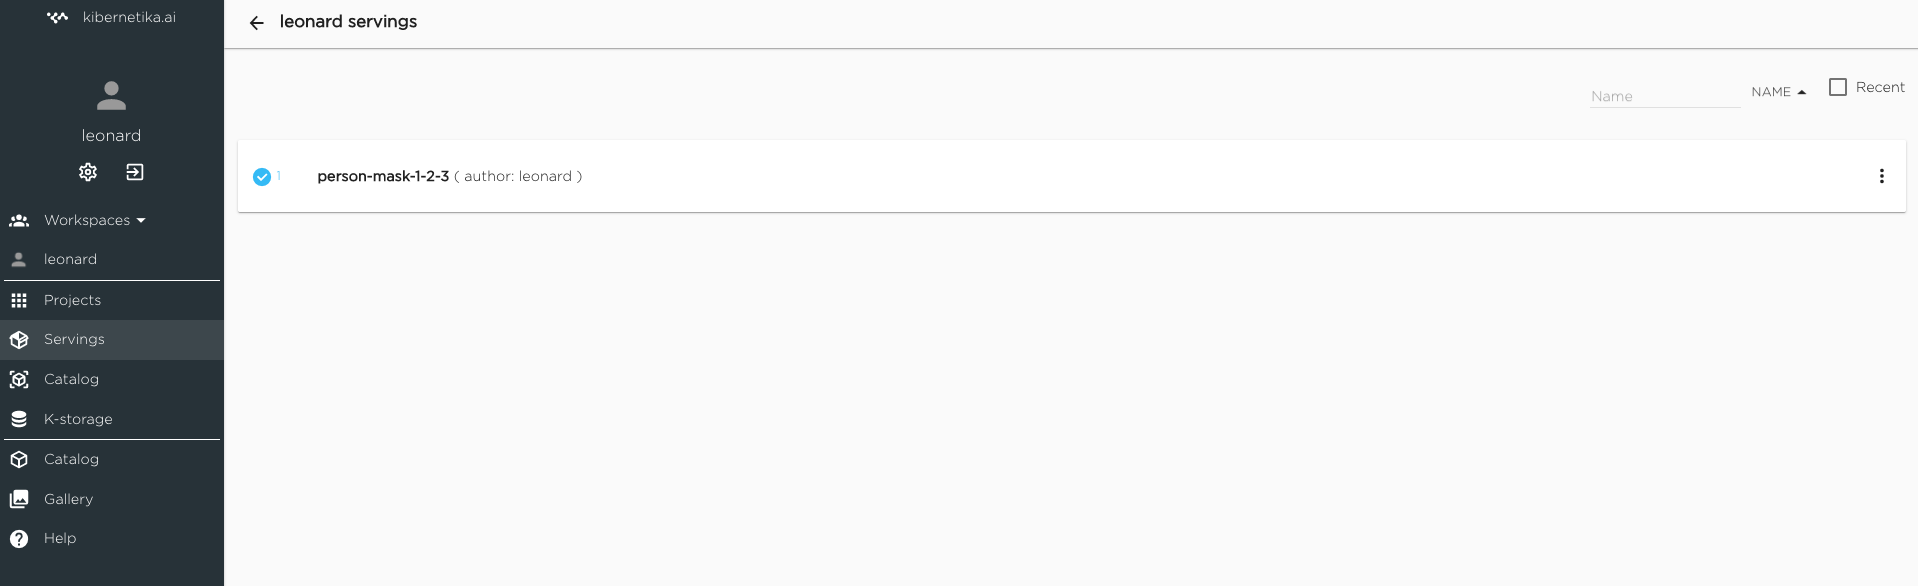 kibernetika.ai
leonard
Workspaces
leonard
Projects
Servings
Catalog
K-storage
Catalog
Gallery
Help
leonard servings
Name
NAME
Recent
1 person-mask-1-2-3 ( author: leonard )